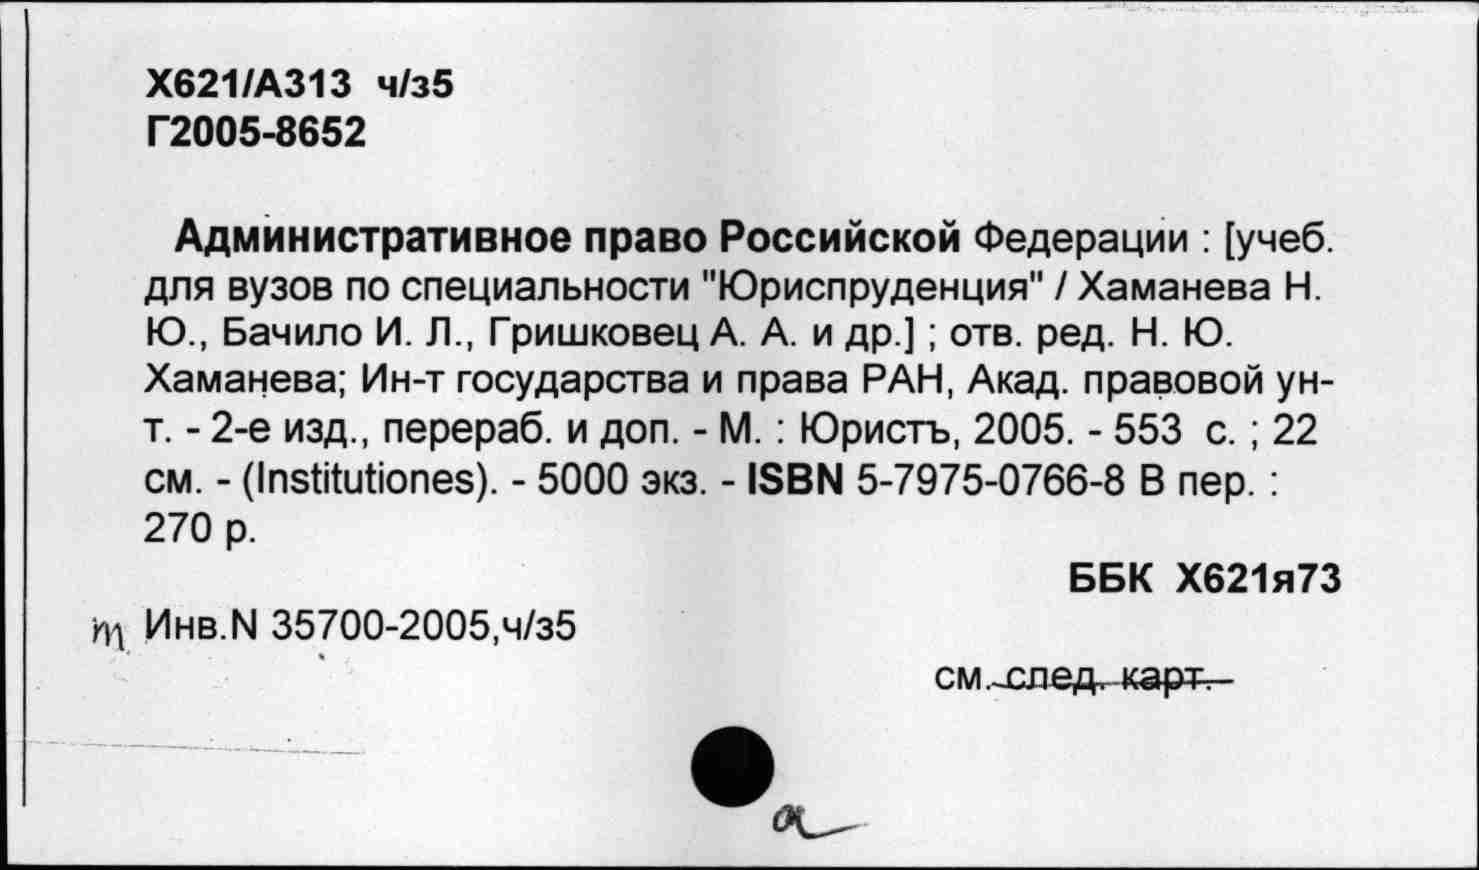 Х621/А313 ч/з5
Г2005-8652
Административное право Российской Федерации : [учеб.
для вузов по специальности "Юриспруденция" / Хаманева Н.
Ю., Бачило И. Л., Гришковец А. А. и др.] ; отв. ред. Н. Ю.
Хаманева; Ин-т государства и права РАН, Акад. правовой ун-
т. - 2-е изд., перераб. и доп. - М. : Юристъ, 2005. - 553 с. ; 22
см. - (Institutiones). - 5000 экз. - ISBN 5-7975-0766-8 В пер. :
270 р.
ББК Х621я73
Инв.N 35700-2005,ч/з5
см. след. карт.